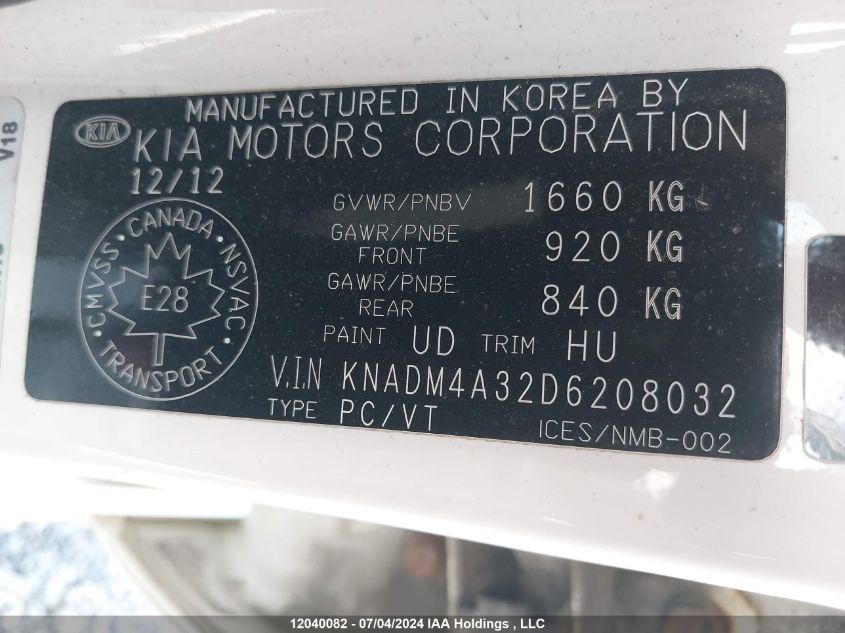 MANUFACTURED IN KOREA BY
KIA KIA MOTORS CORPORATION
12/12
GVWR/PNBV 1660 KG
GAWR/PNBE FRONT 920 KG
GAWR/PNBE REAR 840 KG
CMVSS • CANADA • NSVAC • TRANSPORT •
E28
PAINT UD TRIM HU
V.I.N KNADM4A32D6208032
TYPE PC/VT
ICES/NMB-002
V18
12040082 - 07/04/2024 IAA Holdings , LLC